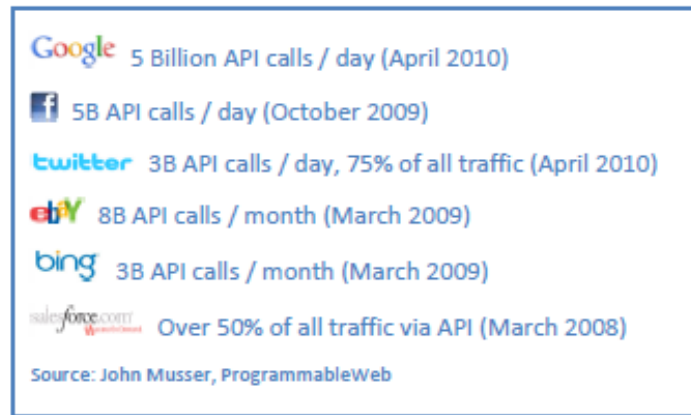 Google 5 Billion API calls / day (April 2010)
5B API calls / day (October 2009)
twitter 3B API calls / day, 75% of all traffic (April 2010)
ebY 8B API calls / month (March 2009)
bing 3B API calls / month (March 2009)
salesforce.com Over 50% of all traffic via API (March 2008)
Source: John Musser, ProgrammableWeb